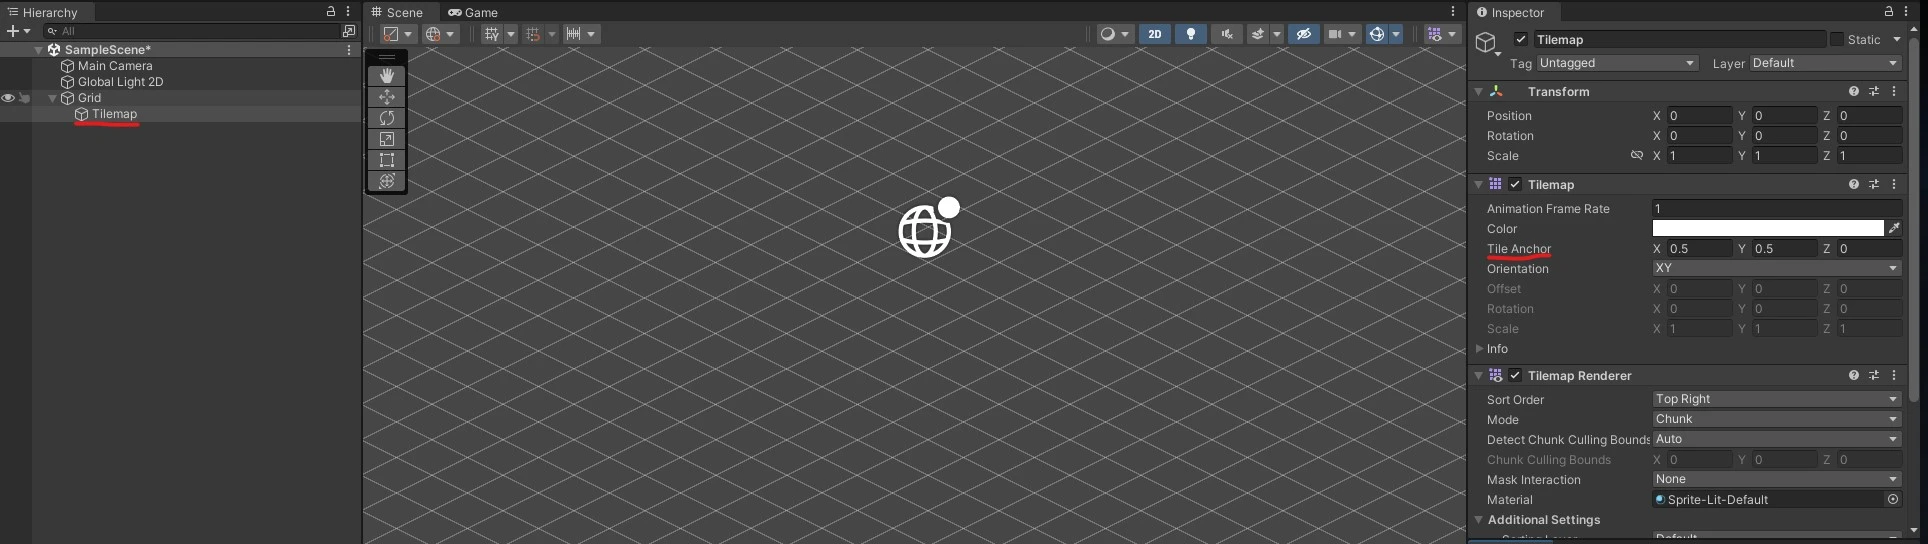 Hierarchy
All
SampleScene*
Main Camera
Global Light 2D
Grid
Tilemap
Scene Game
2D
Inspector
Tilemap Static
Tag Untagged Layer Default
Transform
Position X 0 Y 0 Z 0
Rotation X 0 Y 0 Z 0
Scale X 1 Y 1 Z 1
Tilemap
Animation Frame Rate 1
Color
Tile Anchor X 0.5 Y 0.5 Z 0
Orientation XY
Offset X 0 Y 0 Z 0
Rotation X 0 Y 0 Z 0
Scale X 1 Y 1 Z 1
Info
Tilemap Renderer
Sort Order Top Right
Mode Chunk
Detect Chunk Culling Bounds Auto
Chunk Culling Bounds X 0 Y 0 Z 0
Mask Interaction None
Material Sprite-Lit-Default
Additional Settings